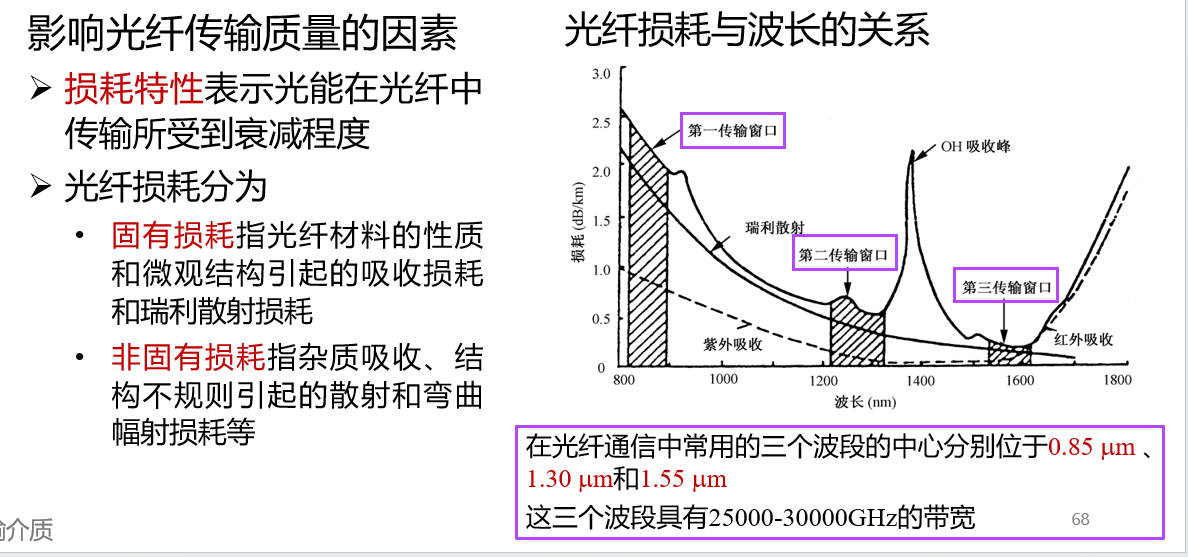 影响光纤传输质量的因素
损耗特性表示光能在光纤中
传输所受到衰减程度
光纤损耗分为
固有损耗指光纤材料的性质
和微观结构引起的吸收损耗
和瑞利散射损耗
非固有损耗指杂质吸收、结
构不规则引起的散射和弯曲
幅射损耗等
光纤损耗与波长的关系
3.0
2.5
2.0
1.5
1.0
0.5
0
损耗 (dB/km)
第一传输窗口
OH 吸收峰
瑞利散射
第二传输窗口
第三传输窗口
紫外吸收
红外吸收
800 1000 1200 1400 1600 1800
波长 (nm)
在光纤通信中常用的三个波段的中心分别位于0.85 μm 、
1.30 μm和1.55 μm
这三个波段具有25000-30000GHz的带宽
68
介质